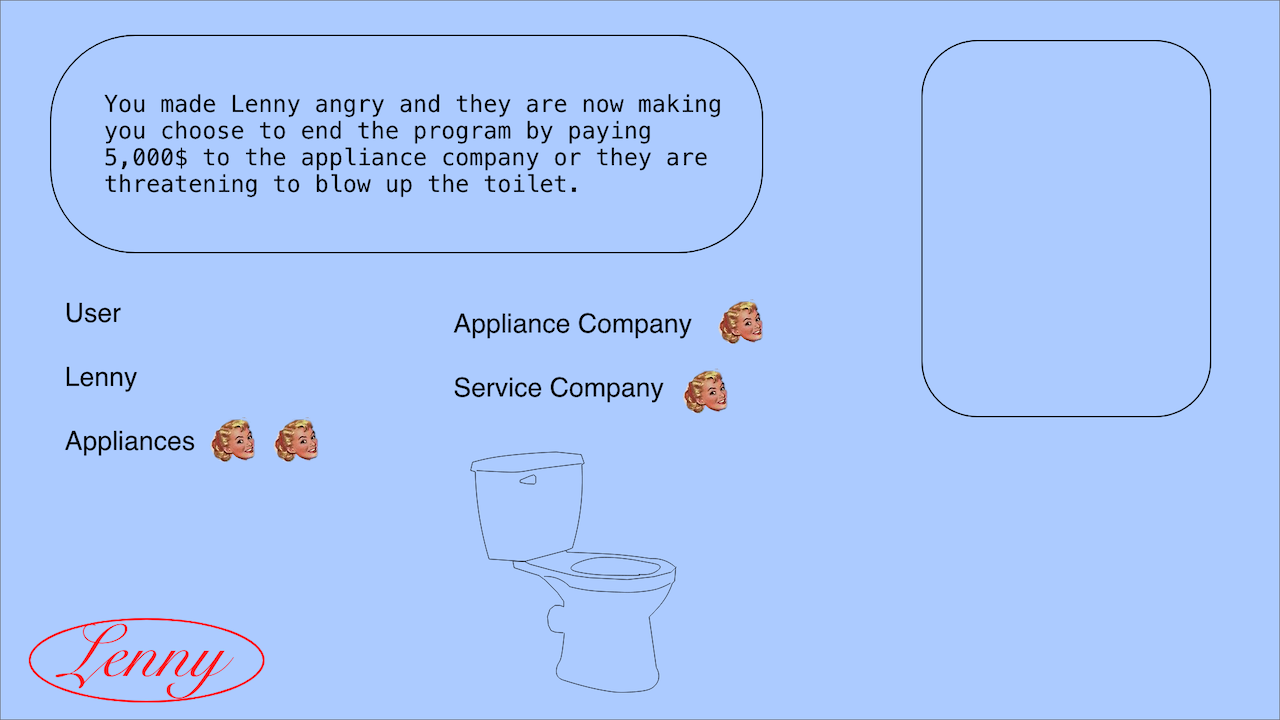 You made Lenny angry and they are now making
you choose to end the program by paying
5,000$ to the appliance company or they are
threatening to blow up the toilet.
User
Lenny
Appliances
Appliance Company
Service Company
Lenny